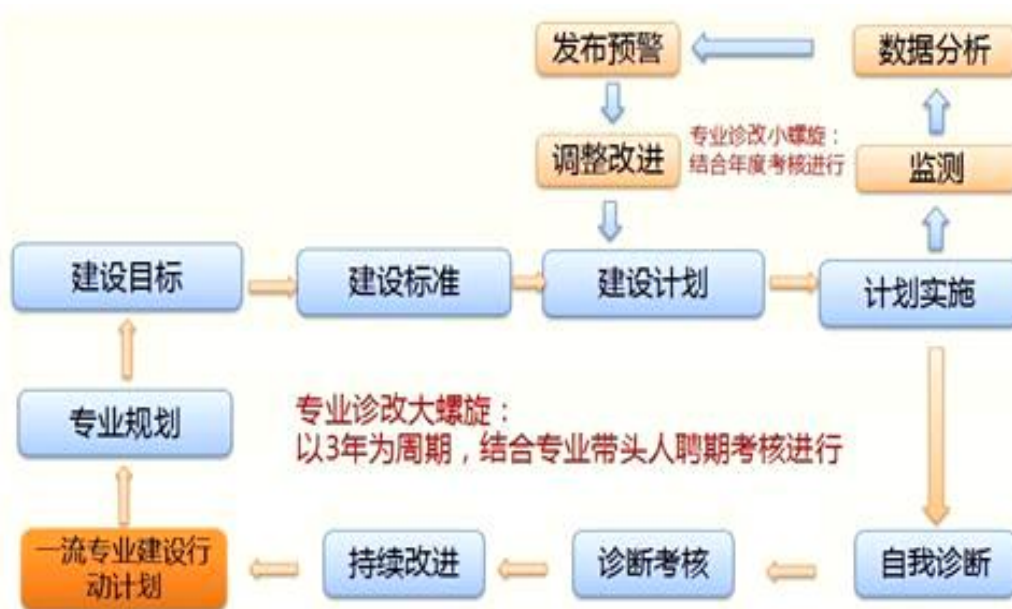 发布预警
数据分析
专业诊改小螺旋：
结合年度考核进行
调整改进
监测
建设目标
建设标准
建设计划
计划实施
专业规划
专业诊改大螺旋：
以3年为周期，结合专业带头人聘期考核进行
一流专业建设行
动计划
持续改进
诊断考核
自我诊断